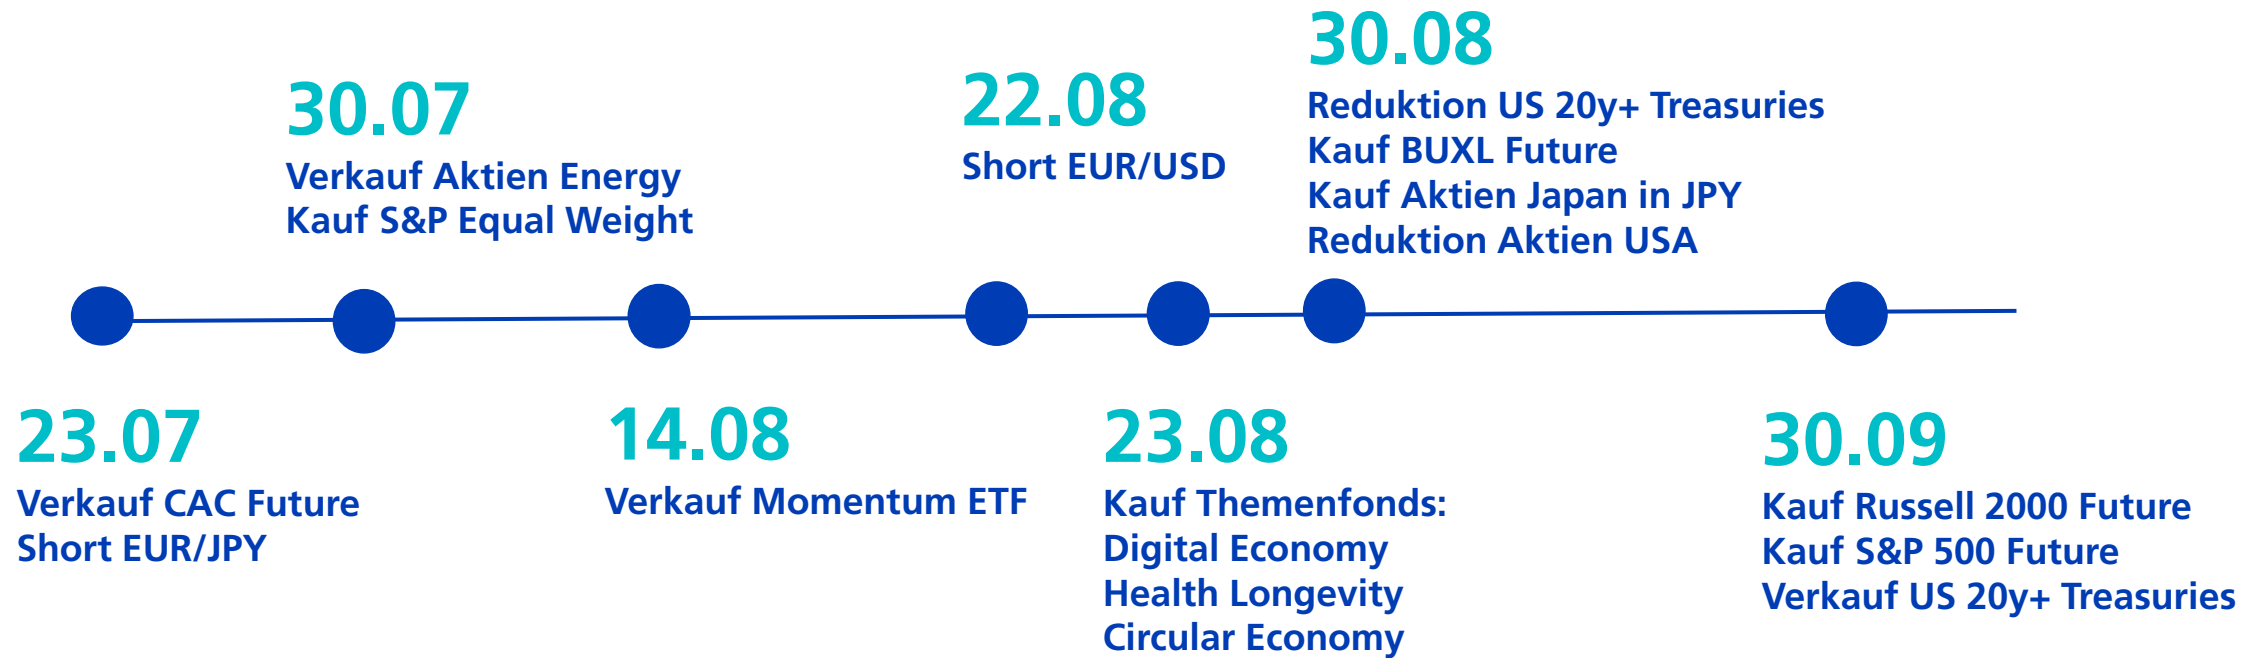 23.07
Verkauf CAC Future
Short EUR/JPY
30.07
Verkauf Aktien Energy
Kauf S&P Equal Weight
14.08
Verkauf Momentum ETF
22.08
Short EUR/USD
23.08
Kauf Themenfonds:
Digital Economy
Health Longevity
Circular Economy
30.08
Reduktion US 20y+ Treasuries
Kauf BUXL Future
Kauf Aktien Japan in JPY
Reduktion Aktien USA
30.09
Kauf Russell 2000 Future
Kauf S&P 500 Future
Verkauf US 20y+ Treasuries